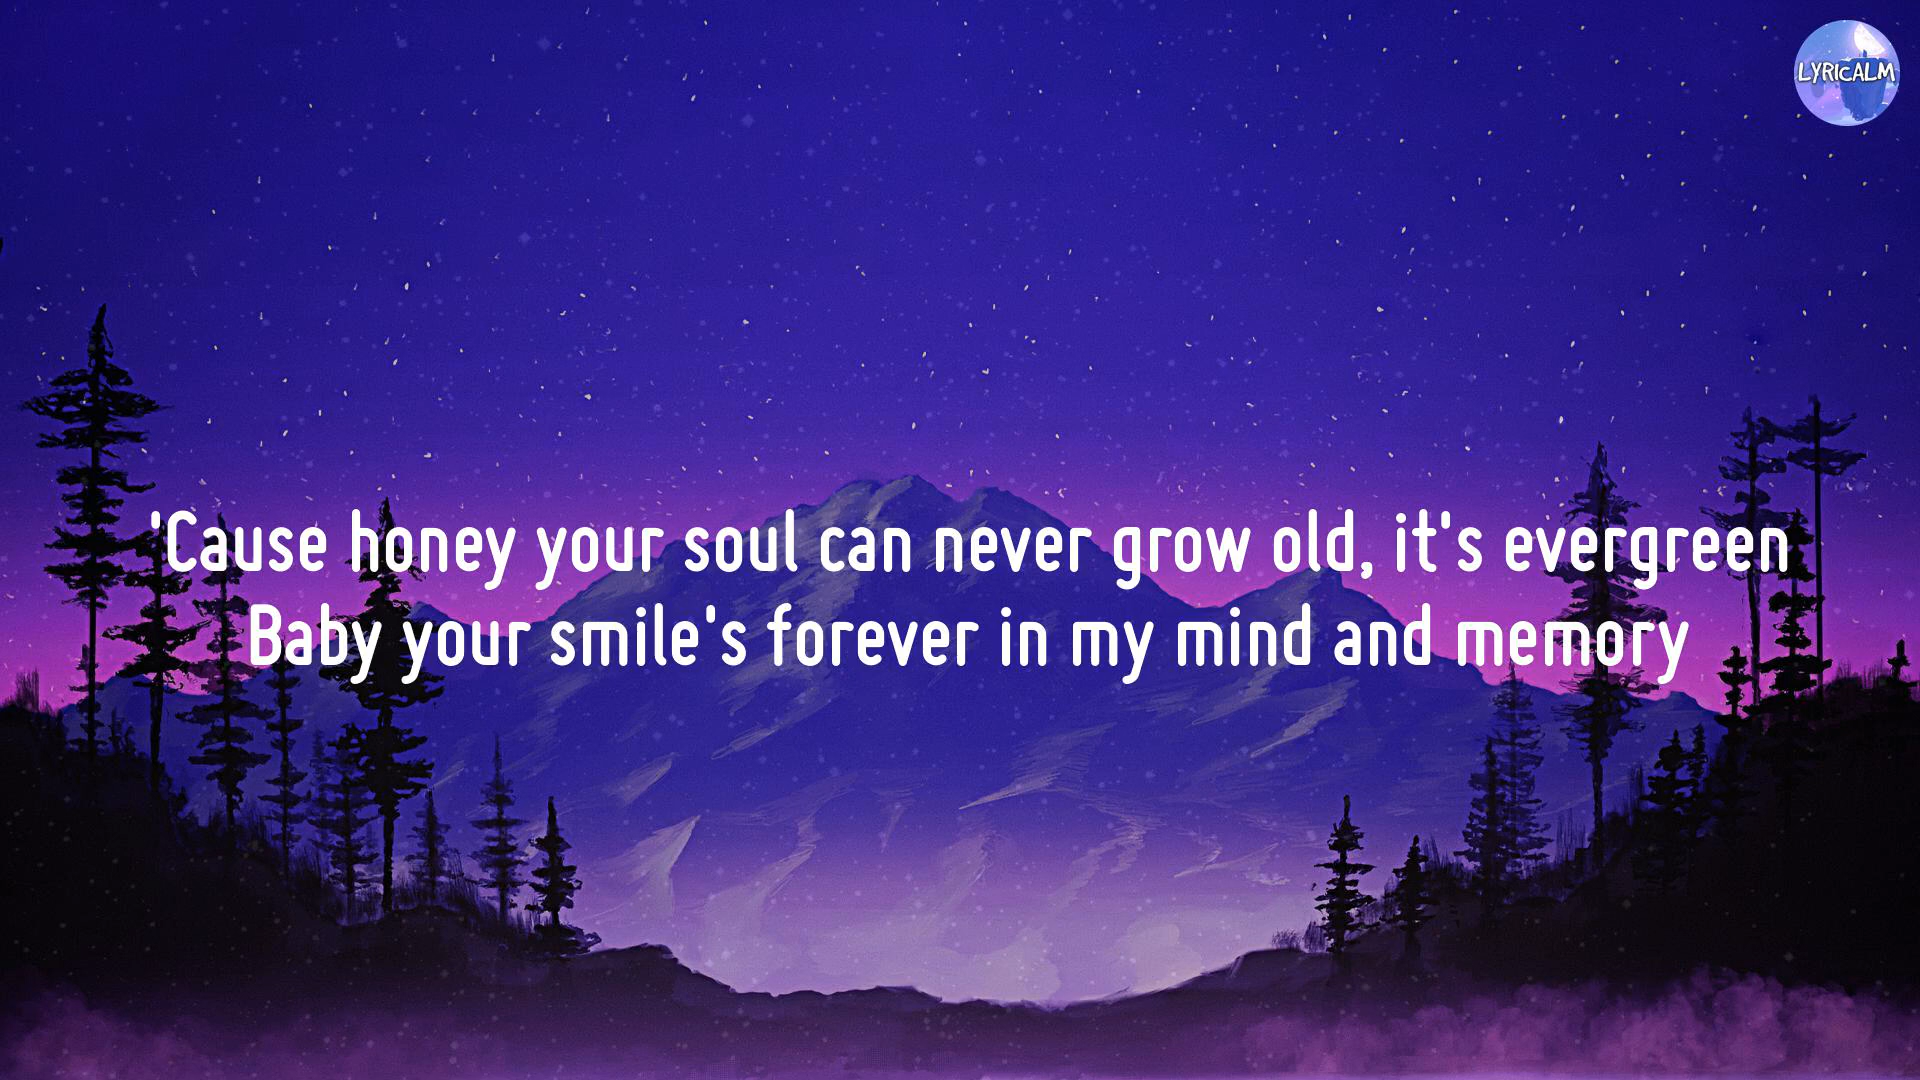 LYRICALM
'Cause honey your soul can never grow old, it's evergreen
Baby your smile's forever in my mind and memory